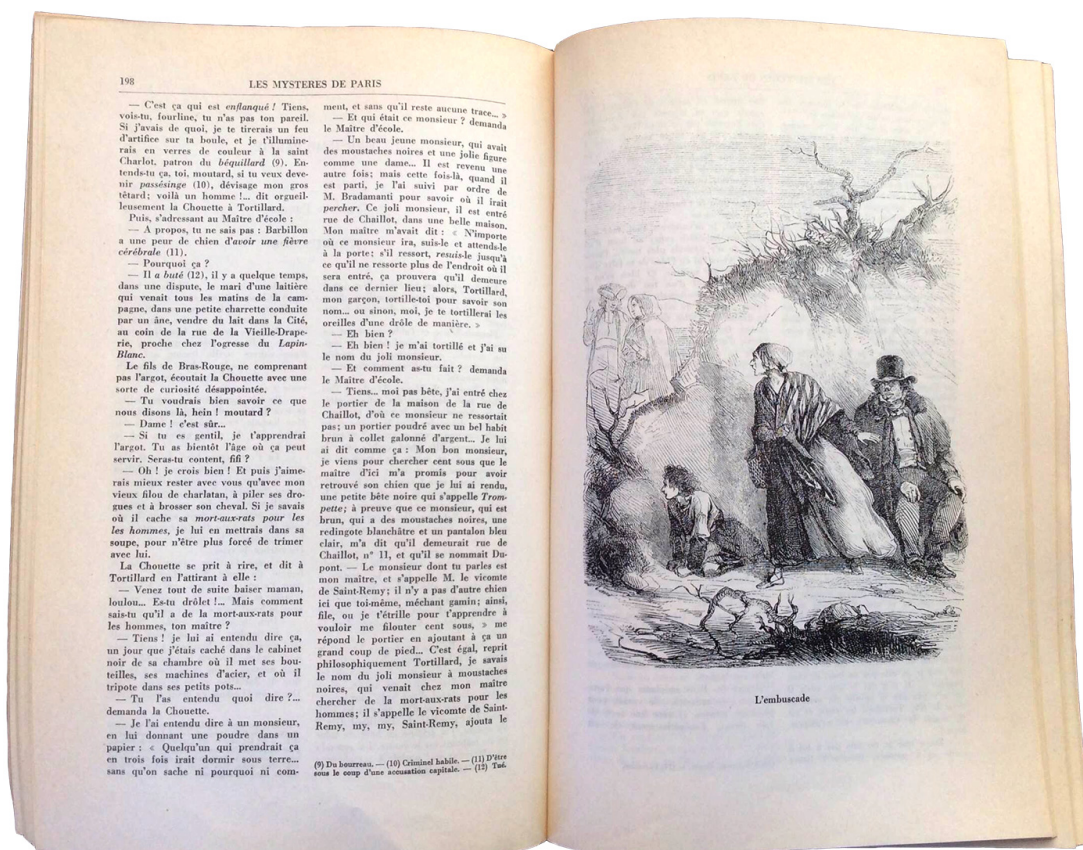 198
LES MYSTERES DE PARIS
— C'est ça qui est enflanqué ! Tiens,
vois-tu, fourline, tu n'as pas ton pareil.
Si j'avais de quoi, je te tirerais un feu
d'artifice sur ta boule, et je t'illumine-
rais en verres de couleur à la saint
Charlot, patron du béquillard (9). En-
tends-tu ça, toi, moutard, si tu veux deve-
nir passésinge (10), dévisage mon gros
têtard; voilà un homme !... dit orgueil-
leusement la Chouette à Tortillard.
Puis, s'adressant au Maître d'école :
— A propos, tu ne sais pas : Barbillon
a une peur de chien d'avoir une fièvre
cérébrale (11).
— Pourquoi ça ?
— Il a buté (12), il y a quelque temps,
dans une dispute, le mari d'une laitière
qui venait tous les matins de la cam-
pagne, dans une petite charrette conduite
par un âne, vendre du lait dans la Cité,
au coin de la rue de la Vieille-Drape-
rie, proche chez l'ogresse du Lapin-
Blanc.
Le fils de Bras-Rouge, ne comprenant
pas l'argot, écoutait la Chouette avec une
sorte de curiosité désappointée.
— Tu voudrais bien savoir ce que
nous disons là, hein ! moutard ?
— Dame ! c'est sûr...
— Si tu es gentil, je t'apprendrai
l'argot. Tu as bientôt l'âge où ça peut
servir. Seras-tu content, fifi ?
— Oh ! je crois bien ! Et puis j'aime-
rais mieux rester avec vous qu'avec mon
vieux filou de charlatan, à piler ses dro-
gues et à brosser son cheval. Si je savais
où il cache sa mort-aux-rats pour les
les hommes, je lui en mettrais dans sa
soupe, pour n'être plus forcé de trimer
avec lui.
La Chouette se prit à rire, et dit à
Tortillard en l'attirant à elle :
— Venez tout de suite baiser maman,
loulou... Es-tu drôlet !... Mais comment
sais-tu qu'il a de la mort-aux-rats pour
les hommes, ton maître ?
— Tiens ! je lui ai entendu dire ça,
un jour que j'étais caché dans le cabinet
noir de sa chambre où il met ses bou-
teilles, ses machines d'acier, et où il
tripote dans ses petits pots...
— Tu l'as entendu quoi dire ?...
demanda la Chouette.
— Je l'ai entendu dire à un monsieur,
en lui donnant une poudre dans un
papier : « Quelqu'un qui prendrait ça
en trois fois irait dormir sous terre...
sans qu'on sache ni pourquoi ni com-
ment, et sans qu'il reste aucune trace... »
— Et qui était ce monsieur ? demanda
le Maître d'école.
— Un beau jeune monsieur, qui avait
des moustaches noires et une jolie figure
comme une dame... Il est revenu une
autre fois; mais cette fois-là, quand il
est parti, je l'ai suivi par ordre de
M. Bradamanti pour savoir où il irait
percher. Ce joli monsieur, il est entré
rue de Chaillot, dans une belle maison.
Mon maître m'avait dit : « N'importe
où ce monsieur ira, suis-le et attends-le
à la porte; s'il ressort, resuis-le jusqu'à
ce qu'il ne ressorte plus de l'endroit où il
sera entré, ça prouvera qu'il demeure
dans ce dernier lieu; alors, Tortillard,
mon garçon, tortille-toi pour savoir son
nom... ou sinon, moi, je te tortillerai les
oreilles d'une drôle de manière. »
— Eh bien ?
— Eh bien ! je m'ai tortillé et j'ai su
le nom du joli monsieur.
— Et comment as-tu fait ? demanda
le Maître d'école.
— Tiens... moi pas bête, j'ai entré chez
le portier de la maison de la rue de
Chaillot, d'où ce monsieur ne ressortait
pas; un portier poudré avec un bel habit
brun à collet galonné d'argent... Je lui
ai dit comme ça : Mon bon monsieur,
je viens pour chercher cent sous que le
maître d'ici m'a promis pour avoir
retrouvé son chien que je lui ai rendu,
une petite bête noire qui s'appelle Trom-
pette; à preuve que ce monsieur, qui est
brun, qui a des moustaches noires, une
redingote blanchâtre et un pantalon bleu
clair, m'a dit qu'il demeurait rue de
Chaillot, n° 11, et qu'il se nommait Du-
pont. — Le monsieur dont tu parles est
mon maître, et s'appelle M. le vicomte
de Saint-Remy; il n'y a pas d'autre chien
ici que toi-même, méchant gamin; ainsi,
file, ou je t'étrille pour t'apprendre à
vouloir me filouter cent sous, » me
répond le portier en ajoutant à ça un
grand coup de pied... C'est égal, reprit
philosophiquement Tortillard, je savais
le nom du joli monsieur à moustaches
noires, qui venait chez mon maître
chercher de la mort-aux-rats pour les
hommes; il s'appelle le vicomte de Saint-
Remy, my, my, Saint-Remy, ajouta le
(9) Du bourreau. — (10) Criminel habile. — (11) D'être
sous le coup d'une accusation capitale. — (12) Tué.
L'embuscade